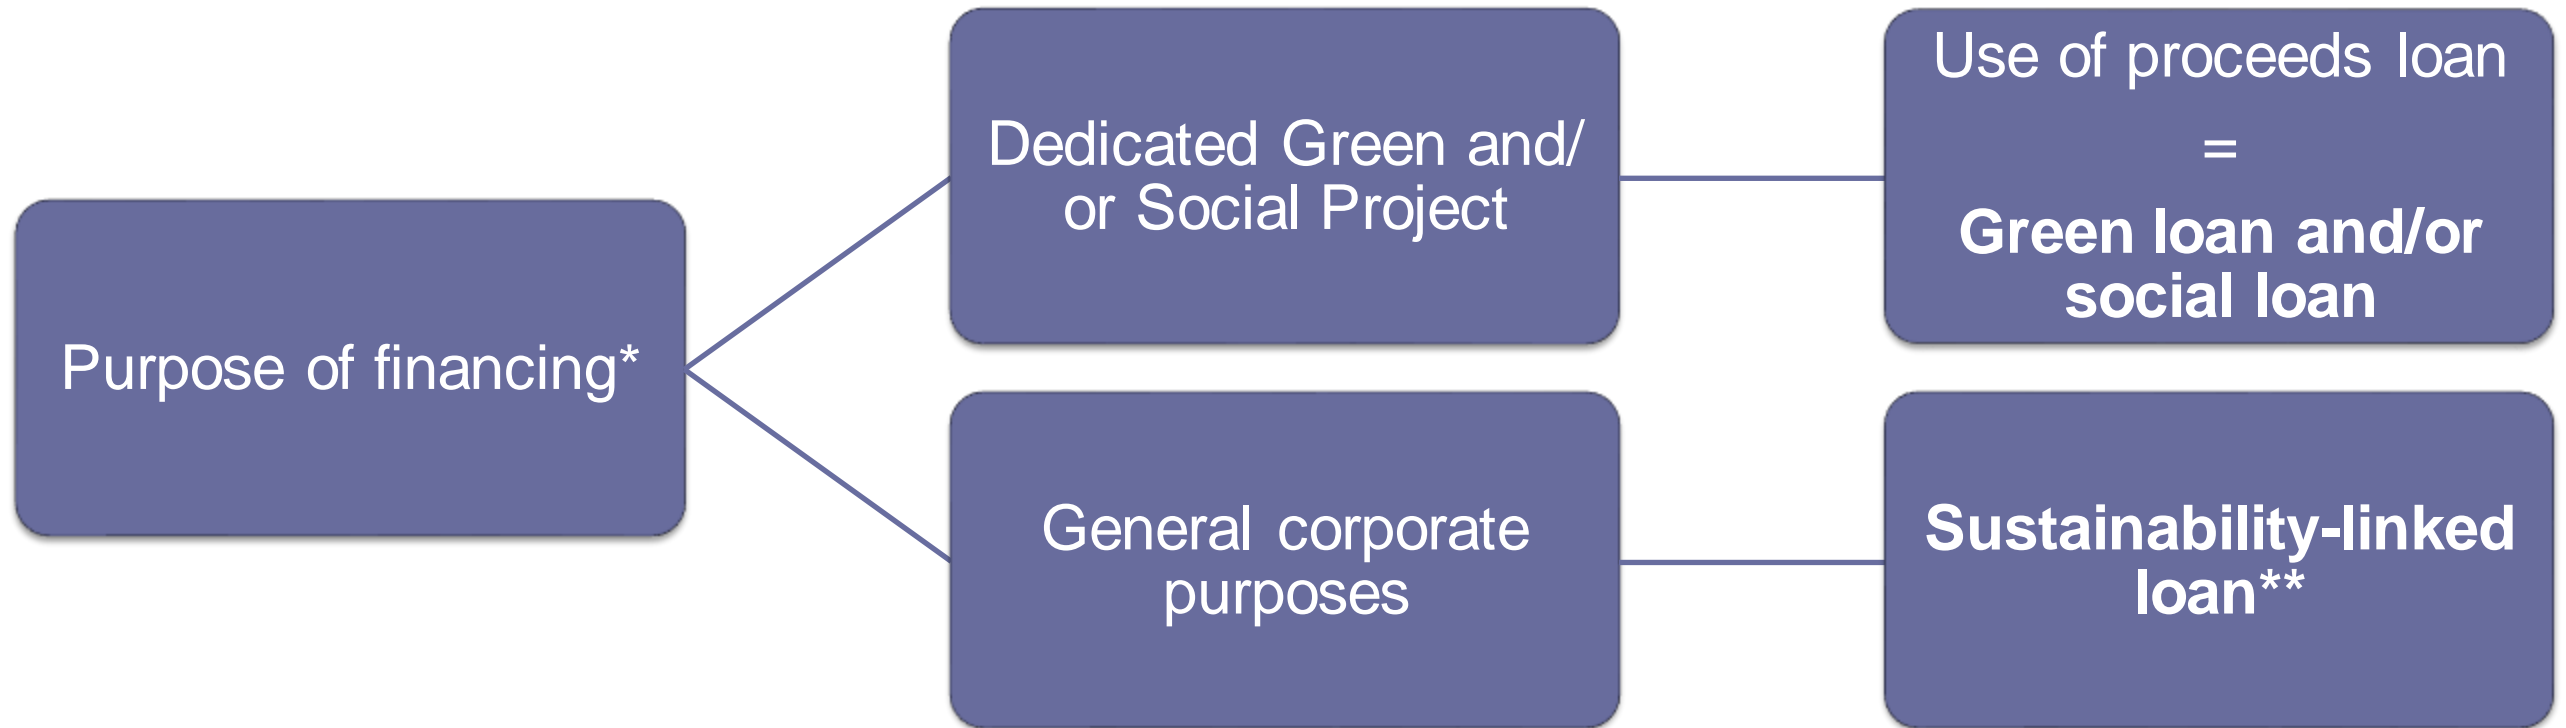 Purpose of financing*
Dedicated Green and/
or Social Project
Use of proceeds loan
=
Green loan and/or
social loan
General corporate
purposes
Sustainability-linked
loan**